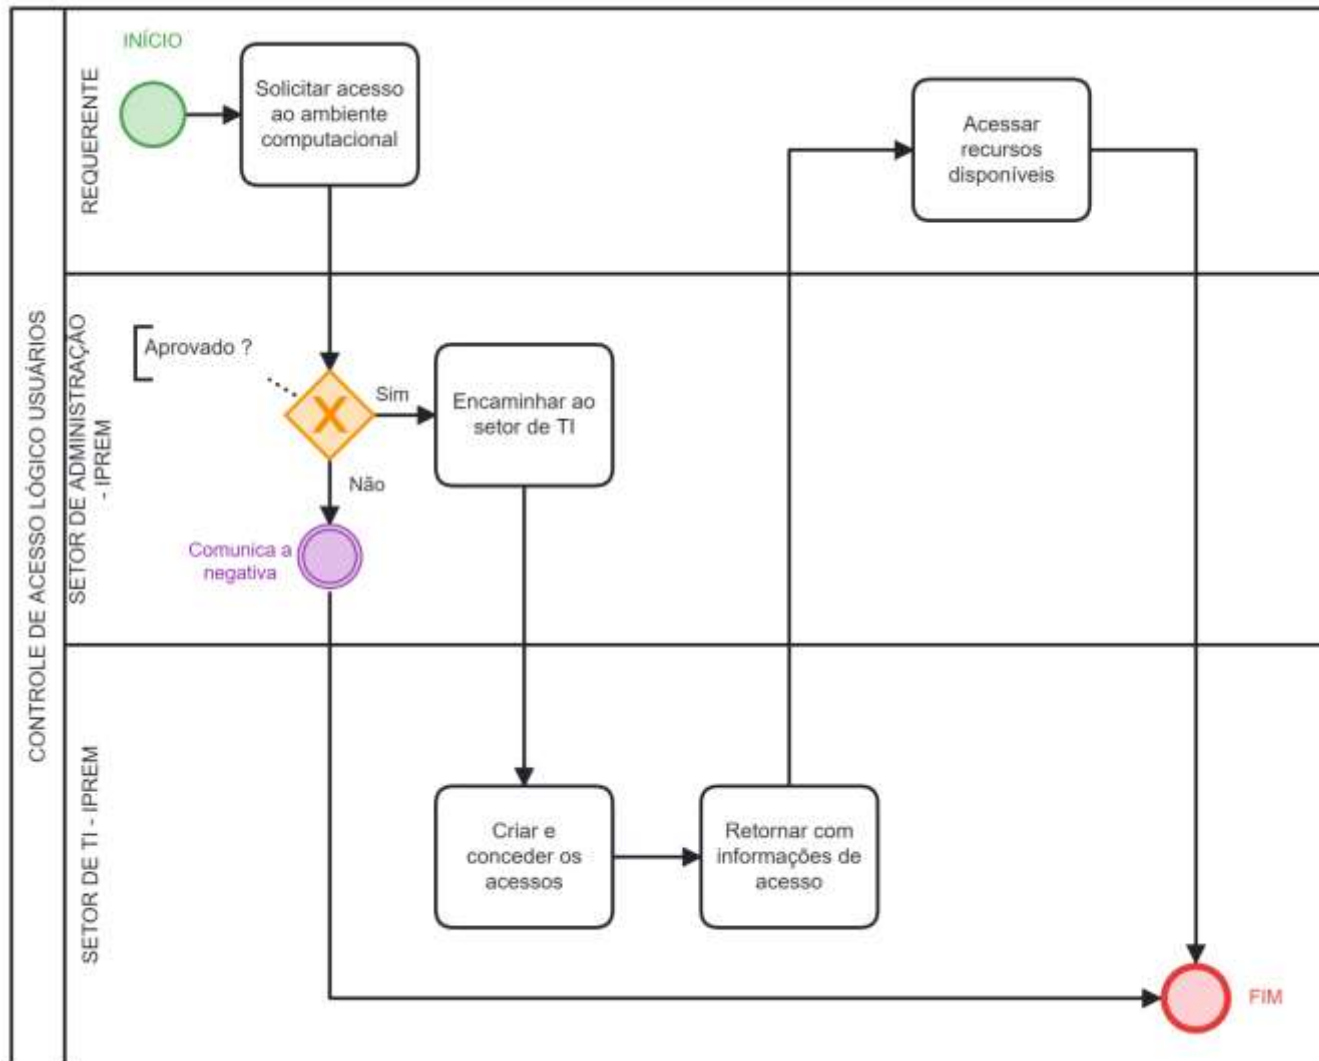 CONTROLE DE ACESSO LÓGICO USUÁRIOS
REQUERENTE
INÍCIO
Solicitar acesso
ao ambiente
computacional
Acessar
recursos
disponíveis
SETOR DE ADMINISTRAÇÃO
- IPREM
Aprovado ?
Sim
Encaminhar ao
setor de TI
Não
Comunica a
negativa
SETOR DE TI - IPREM
Criar e
conceder os
acessos
Retornar com
informações de
acesso
FIM